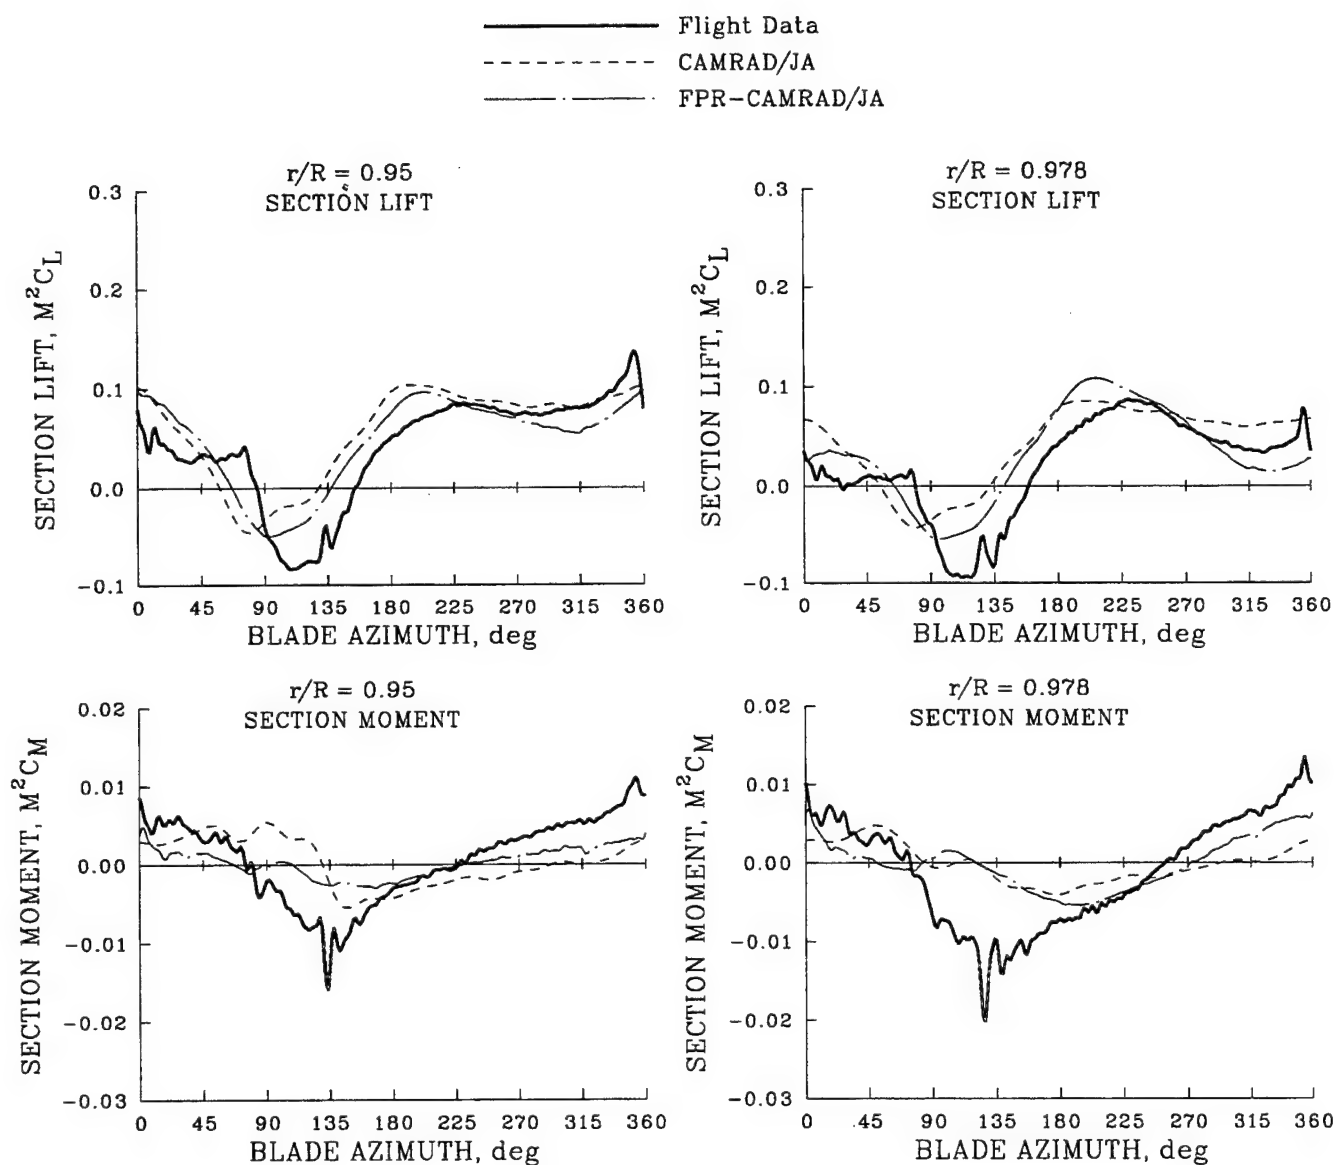 Flight Data
CAMRAD/JA
FPR-CAMRAD/JA
r/R = 0.95
SECTION LIFT
0.3
0.2
0.1
0.0
-0.1
SECTION LIFT, M²C_L
0 45 90 135 180 225 270 315 360
BLADE AZIMUTH, deg
r/R = 0.978
SECTION LIFT
0.3
0.2
0.1
0.0
-0.1
SECTION LIFT, M²C_L
0 45 90 135 180 225 270 315 360
BLADE AZIMUTH, deg
r/R = 0.95
SECTION MOMENT
0.02
0.01
0.00
-0.01
-0.02
-0.03
SECTION MOMENT, M²C_M
0 45 90 135 180 225 270 315 360
BLADE AZIMUTH, deg
r/R = 0.978
SECTION MOMENT
0.02
0.01
0.00
-0.01
-0.02
-0.03
SECTION MOMENT, M²C_M
0 45 90 135 180 225 270 315 360
BLADE AZIMUTH, deg